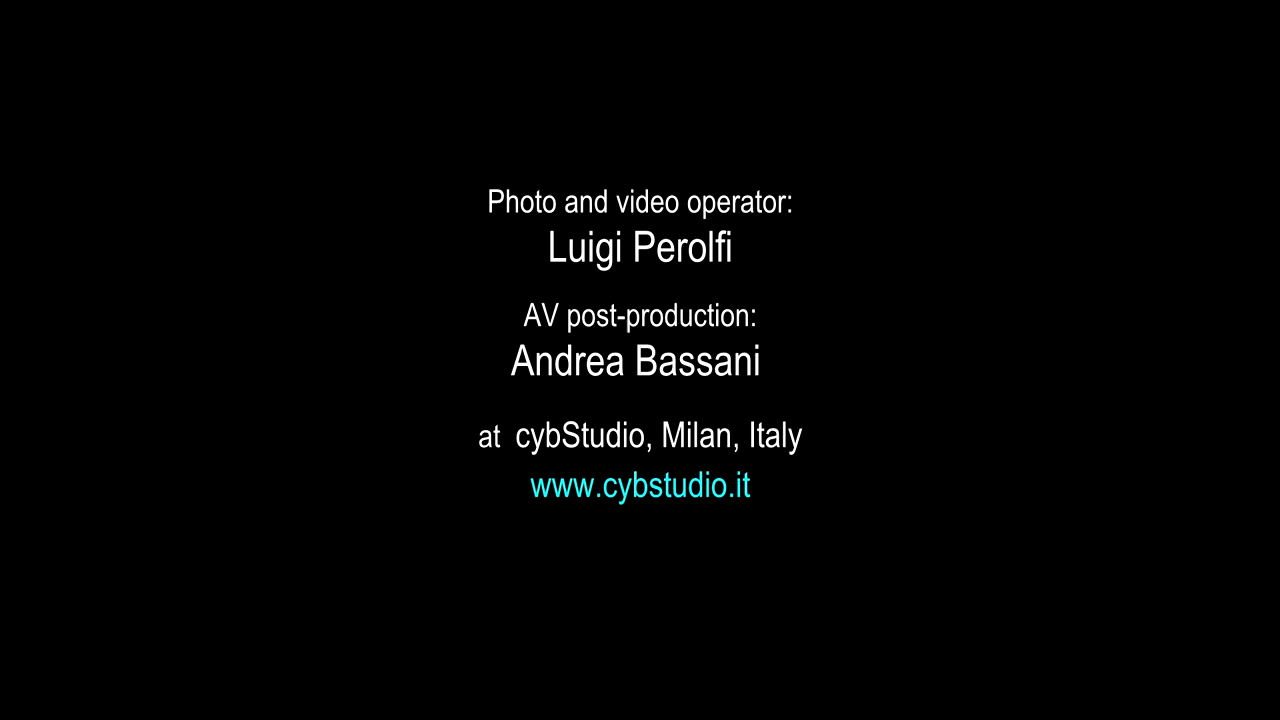 Photo and video operator:
Luigi Perolfi
AV post-production:
Andrea Bassani
at cybStudio, Milan, Italy
www.cybstudio.it